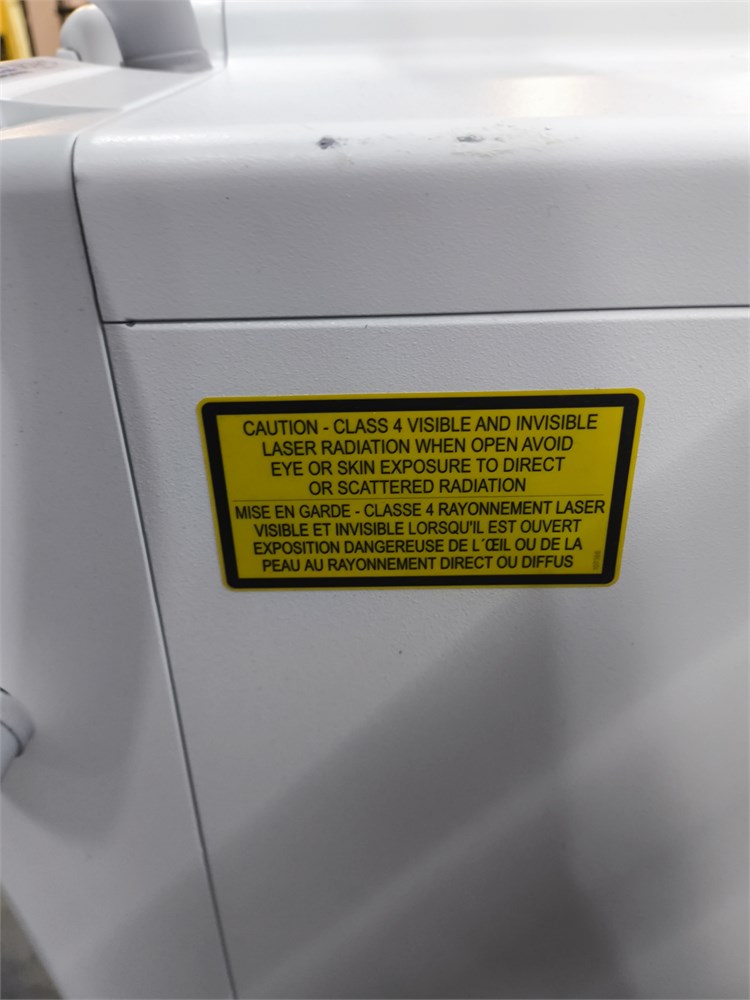 CAUTION - CLASS 4 VISIBLE AND INVISIBLE
LASER RADIATION WHEN OPEN AVOID
EYE OR SKIN EXPOSURE TO DIRECT
OR SCATTERED RADIATION
MISE EN GARDE - CLASSE 4 RAYONNEMENT LASER
VISIBLE ET INVISIBLE LORSQU'IL EST OUVERT
EXPOSITION DANGEREUSE DE L´ŒIL OU DE LA
PEAU AU RAYONNEMENT DIRECT OU DIFFUS